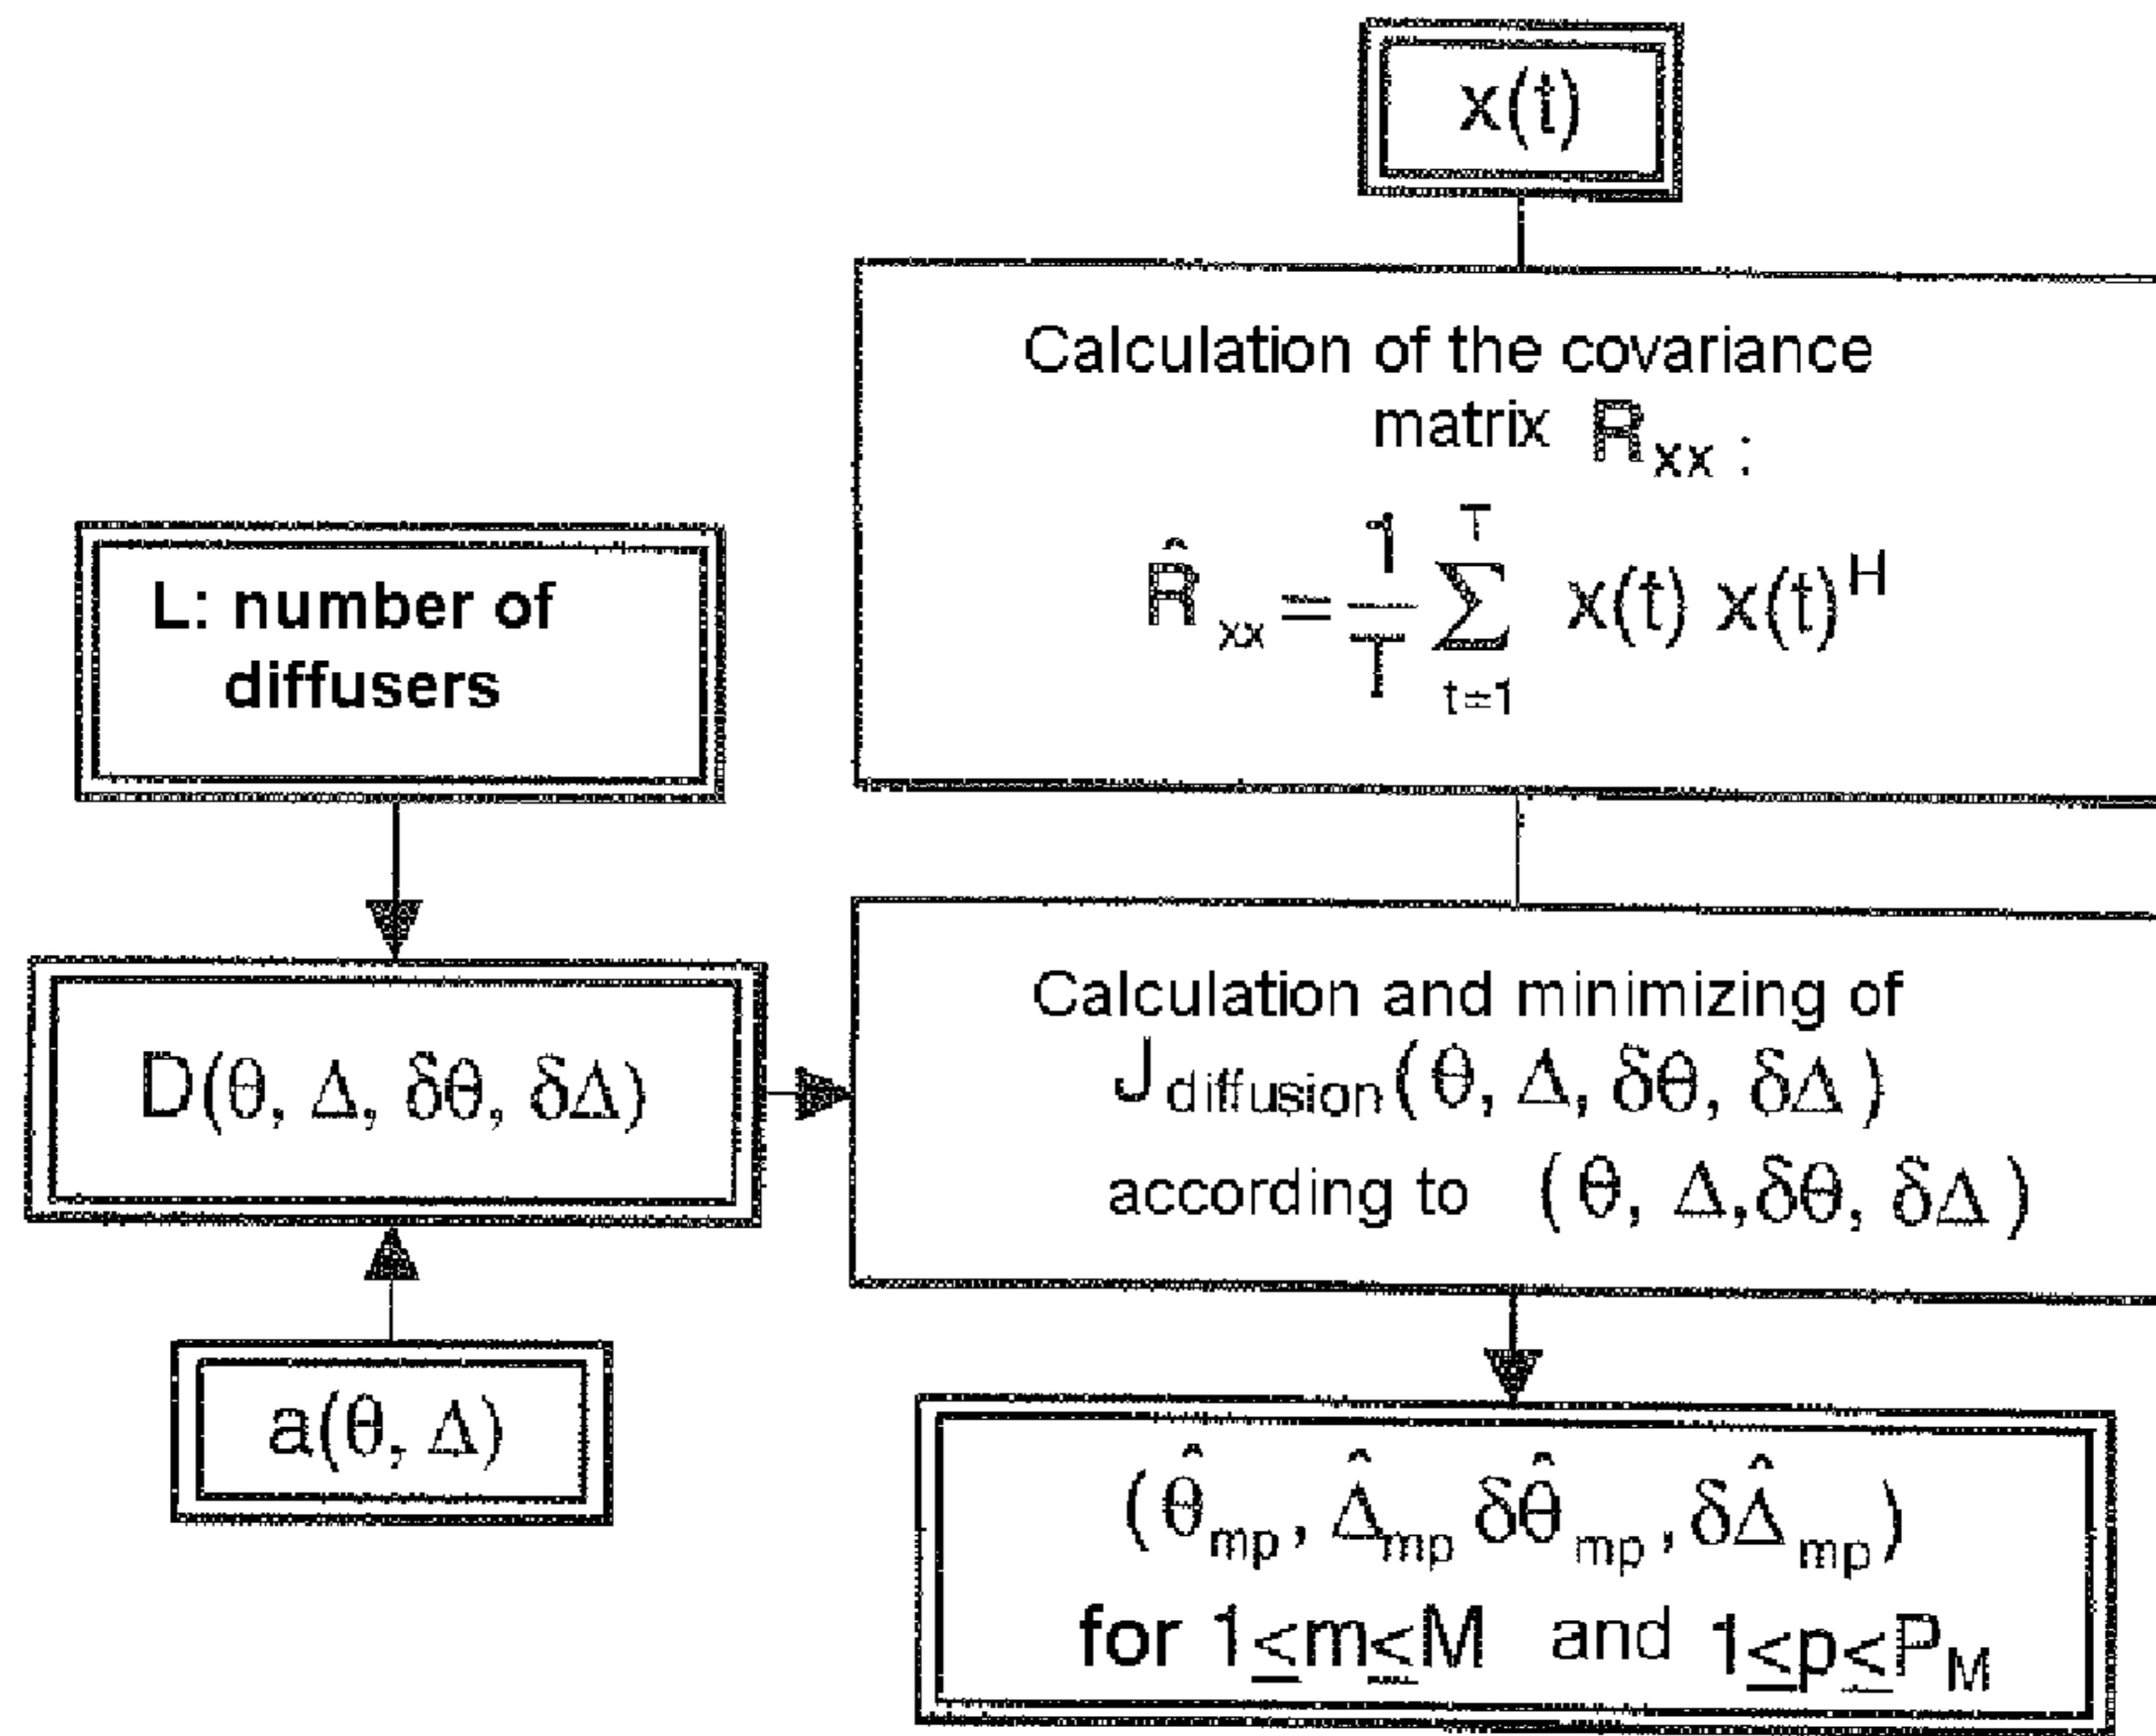 x(t)
Calculation of the covariance
matrix R_xx :
R̂_xx = 1/T ∑_{t=1}^{T} x(t) x(t)^H
L: number of
diffusers
D(θ, Δ, δθ, δΔ)
Calculation and minimizing of
J_diffusion(θ, Δ, δθ, δΔ)
according to (θ, Δ,δθ, δΔ)
a(θ, Δ)
(θ̂_mp, Δ̂_mp δθ̂_mp, δΔ̂_mp)
for 1≤m≤M and 1≤p≤P_M